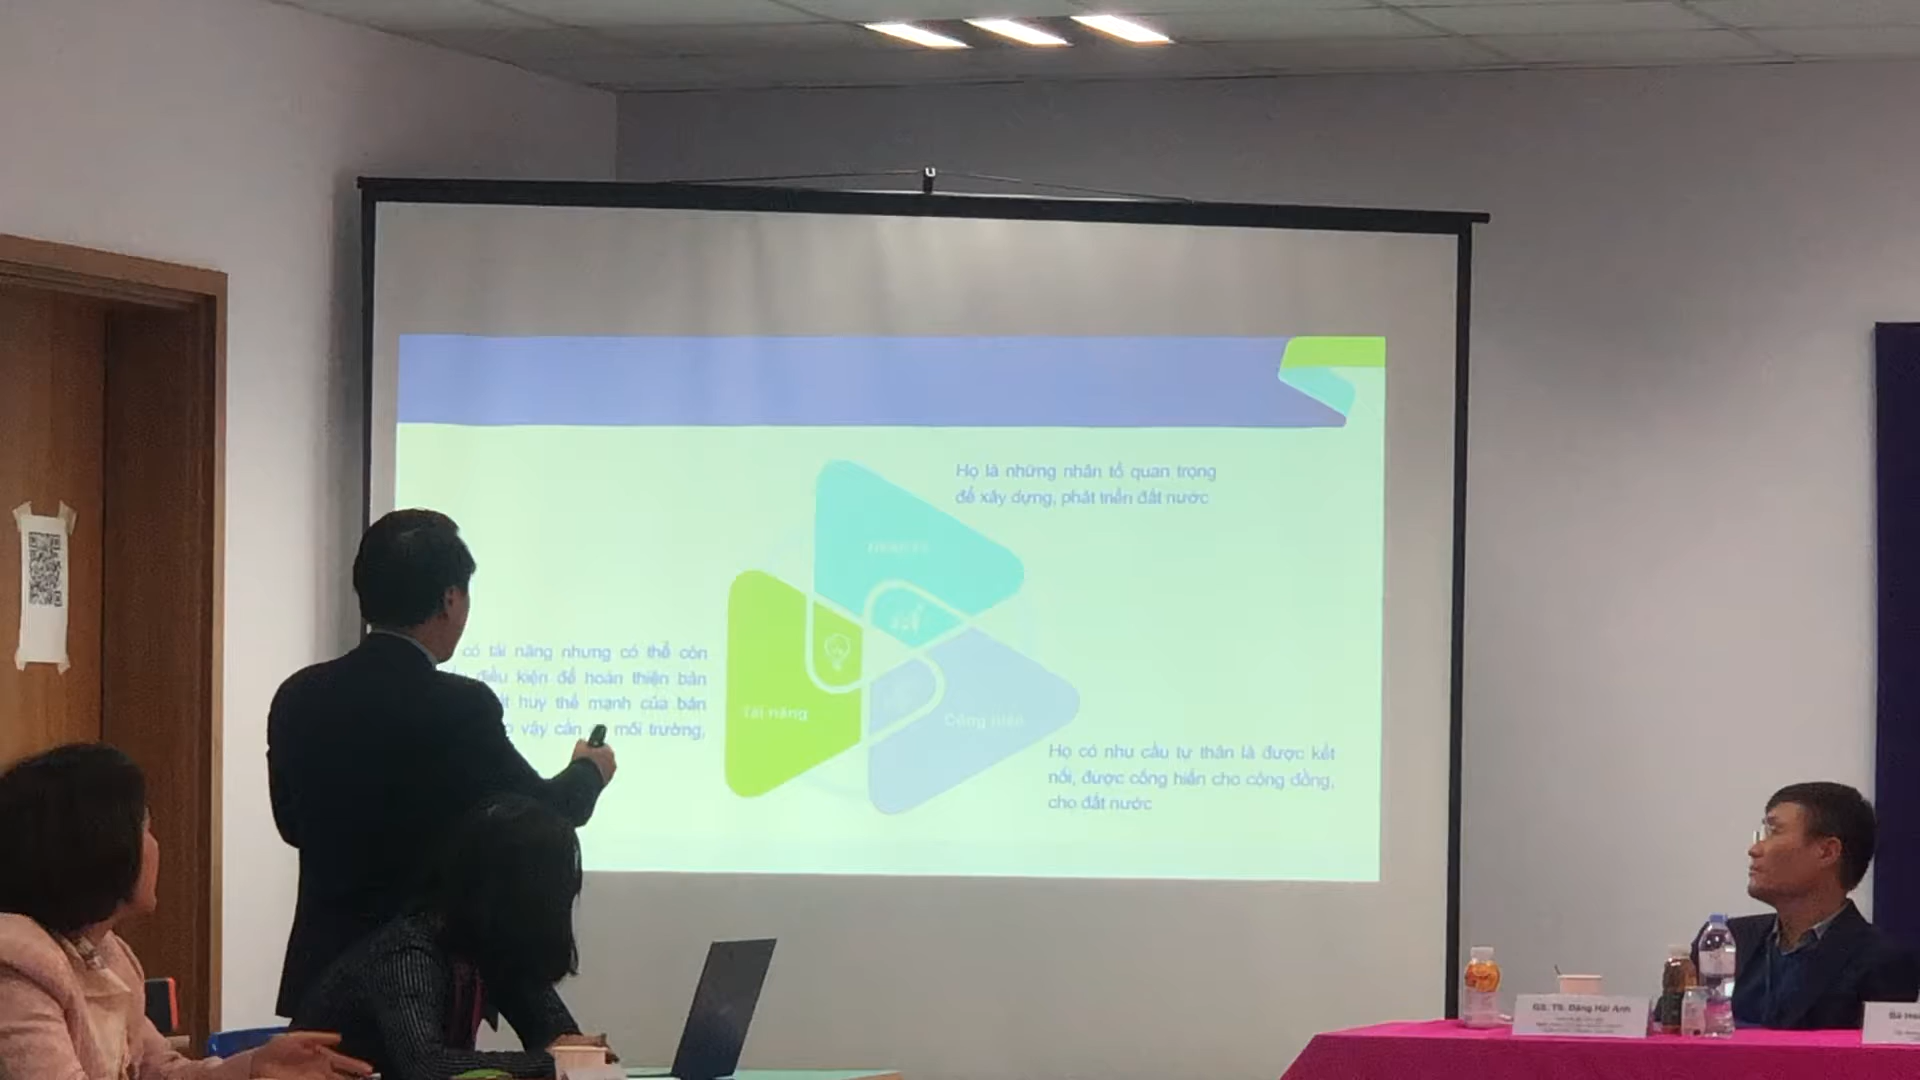 Họ là những nhân tố quan trọng
để xây dựng, phát triển đất nước
có tài năng nhưng có thể còn
điều kiện để hoàn thiện bản
huy thế mạnh của bản
vậy cần môi trường,
Tài năng
Cống hiến
Họ có nhu cầu tự thân là được kết
nối, được cống hiến cho cộng đồng,
cho đất nước
GS. TS. Đặng Hải Anh
Bà